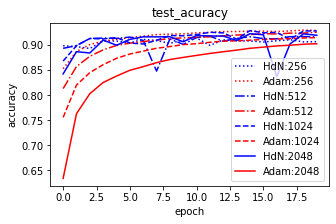 test_acuracy
accuracy
0.90
0.85
0.80
0.75
0.70
0.65
HdN:256
Adam:256
HdN:512
Adam:512
HdN:1024
Adam:1024
HdN:2048
Adam:2048
0.0 2.5 5.0 7.5 10.0 12.5 15.0 17.5
epoch